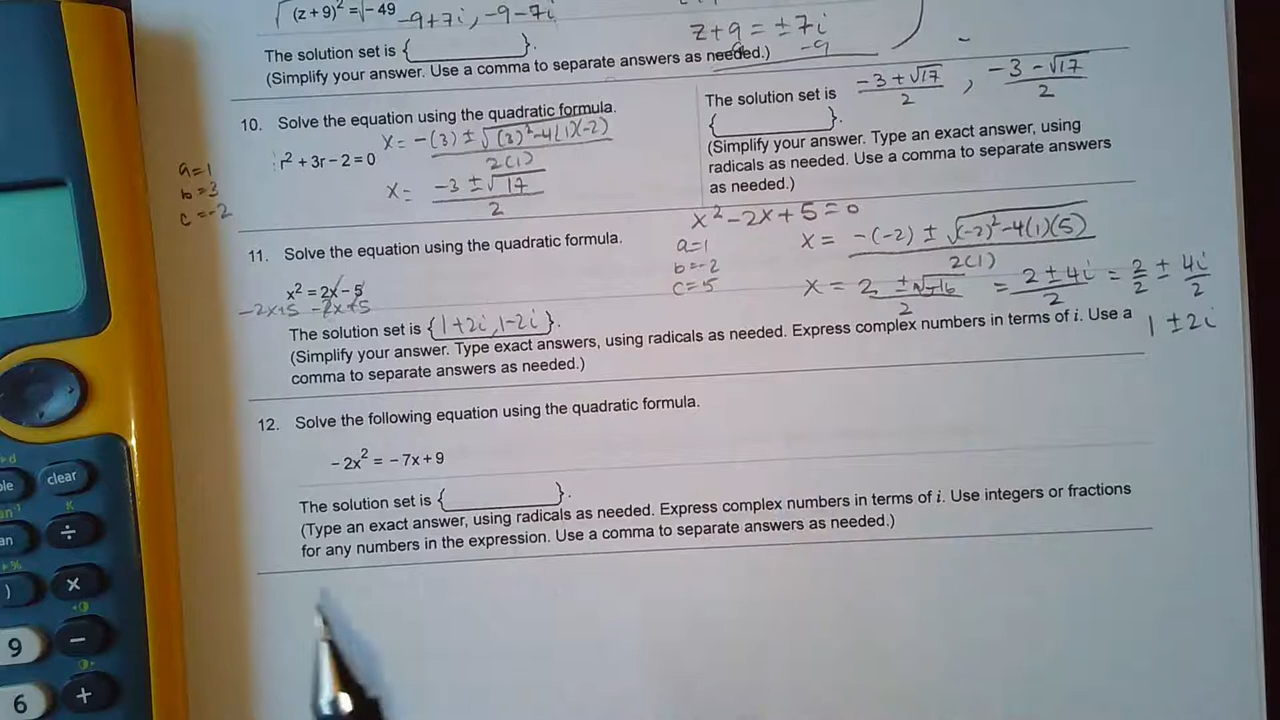 √(z+9)² = √-49 -9+7i, -9-7i
z+9 = ±7i
-9
The solution set is { }.
(Simplify your answer. Use a comma to separate answers as needed.)
10. Solve the equation using the quadratic formula.
r² + 3r - 2 = 0
a=1
b=3
c=-2
x= -(3) ± √(3)²-4(1)(-2)
2(1)
x= -3 ± √17
2
The solution set is -3+√17 / 2 , -3-√17 / 2
{ }.
(Simplify your answer. Type an exact answer, using
radicals as needed. Use a comma to separate answers
as needed.)
11. Solve the equation using the quadratic formula.
x² = 2x - 5
-2x+5 -2x+5
x²-2x+5=0
a=1
b=-2
c=5
x= -(-2) ± √(-2)²-4(1)(5)
2(1)
x = 2 ± √-16 / 2 = 2±4i / 2 = 2/2 ± 4i/2
1 ±2i
The solution set is {1+2i, 1-2i}.
(Simplify your answer. Type exact answers, using radicals as needed. Express complex numbers in terms of i. Use a
comma to separate answers as needed.)
12. Solve the following equation using the quadratic formula.
-2x² = -7x + 9
The solution set is { }.
(Type an exact answer, using radicals as needed. Express complex numbers in terms of i. Use integers or fractions
for any numbers in the expression. Use a comma to separate answers as needed.)
clear
÷
)
×
9
−
6
+